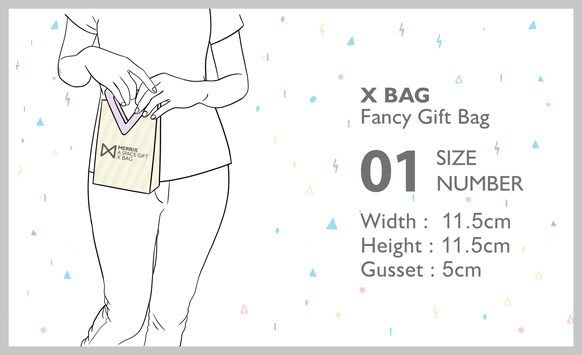 MERRIX
A SPACE GIFT
X BAG
X BAG
Fancy Gift Bag
01 SIZE
NUMBER
Width : 11.5cm
Height : 11.5cm
Gusset : 5cm